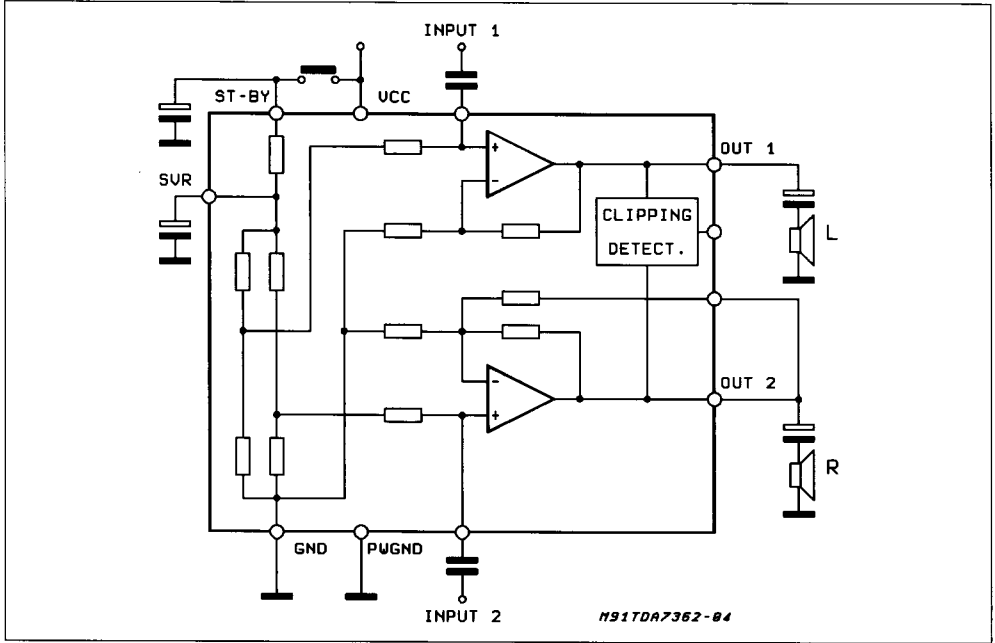 INPUT 1
ST-BY
VCC
SVR
+
-
OUT 1
CLIPPING
DETECT.
L
-
+
OUT 2
R
GND
PWGND
INPUT 2
M91TDA7362-04